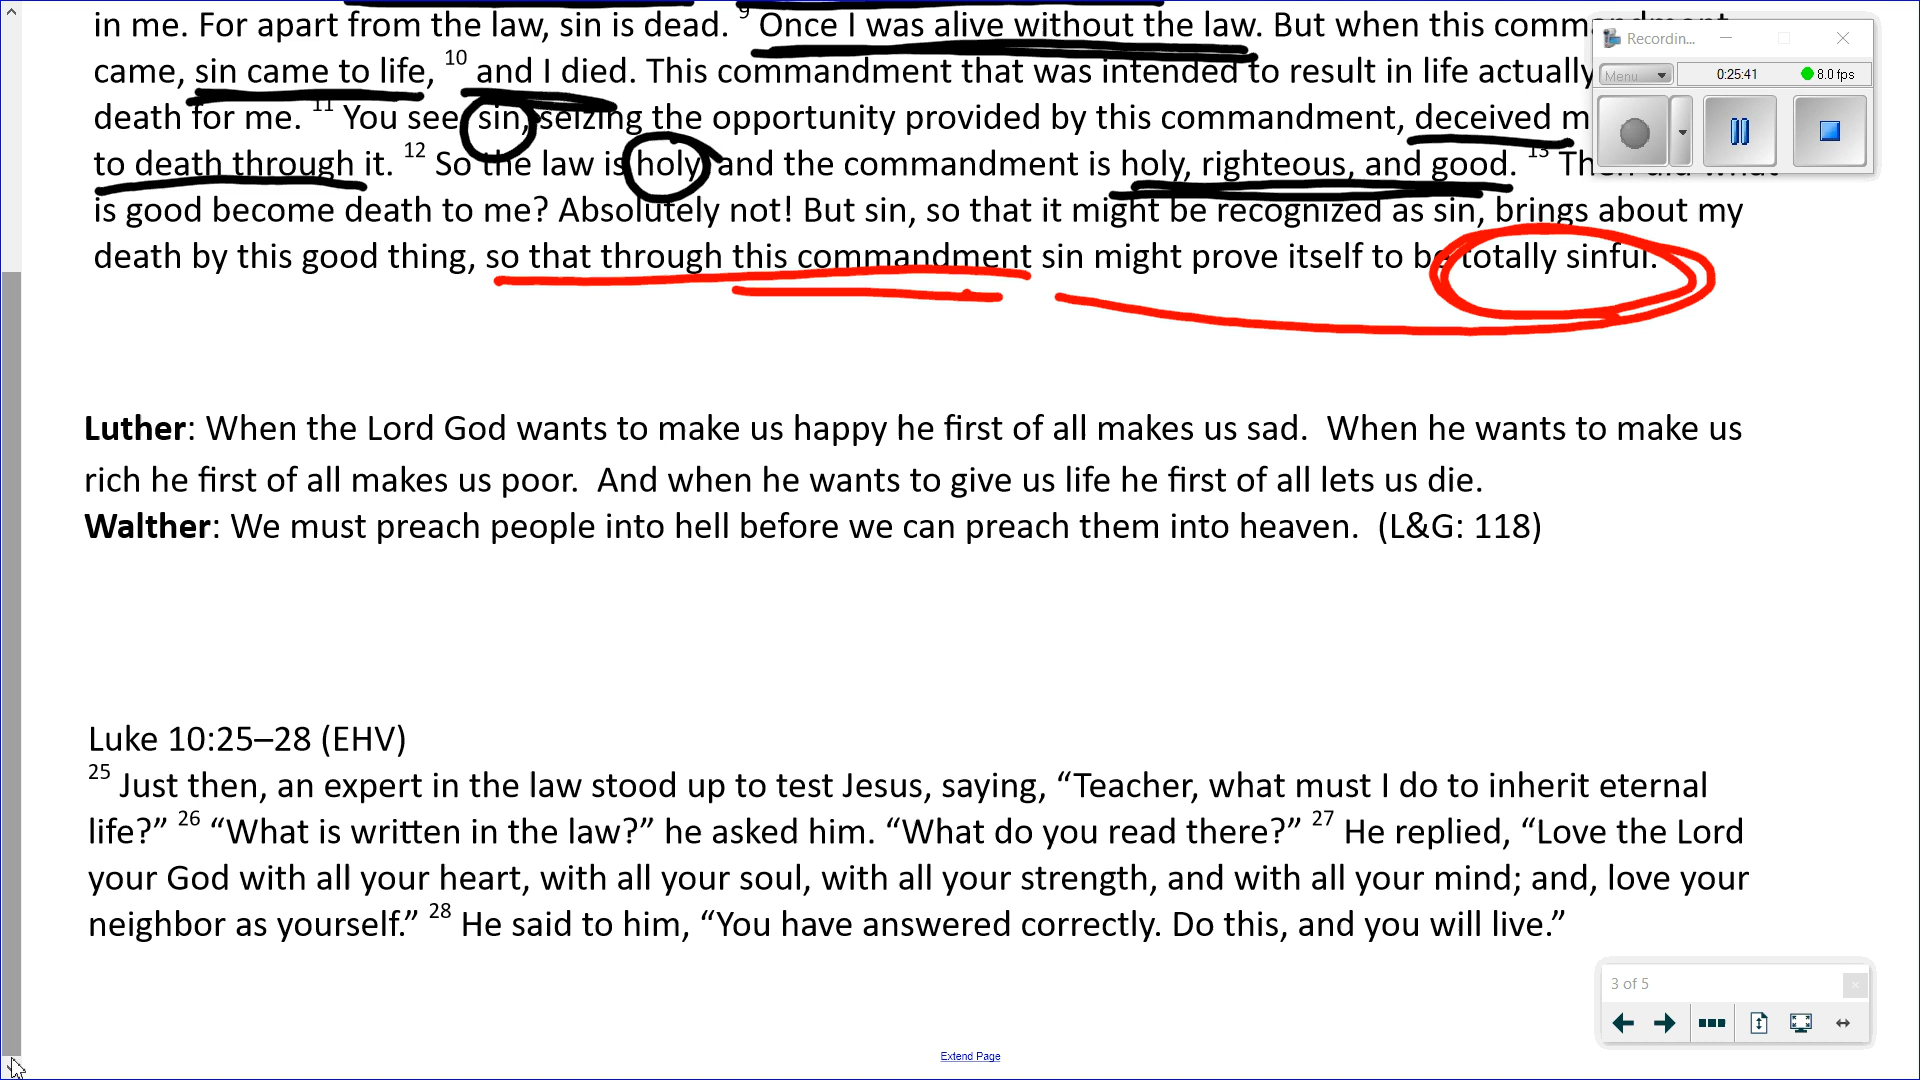 in me. For apart from the law, sin is dead. 9 Once I was alive without the law. But when this
came, sin came to life, 10 and I died. This commandment that was intended to result in life actually
death for me. 11 You see, sin, seizing the opportunity provided by this commandment, deceived
to death through it. 12 So the law is holy, and the commandment is holy, righteous, and good. 13
is good become death to me? Absolutely not! But sin, so that it might be recognized as sin, brings about my
death by this good thing, so that through this commandment sin might prove itself to be totally sinful.
Luther: When the Lord God wants to make us happy he first of all makes us sad. When he wants to make us
rich he first of all makes us poor. And when he wants to give us life he first of all lets us die.
Walther: We must preach people into hell before we can preach them into heaven. (L&G: 118)
Luke 10:25–28 (EHV)
25 Just then, an expert in the law stood up to test Jesus, saying, “Teacher, what must I do to inherit eternal
life?” 26 “What is written in the law?” he asked him. “What do you read there?” 27 He replied, “Love the Lord
your God with all your heart, with all your soul, with all your strength, and with all your mind; and, love your
neighbor as yourself.” 28 He said to him, “You have answered correctly. Do this, and you will live.”
Recordin...
Menu
0:25:41
8.0 fps
3 of 5
Extend Page